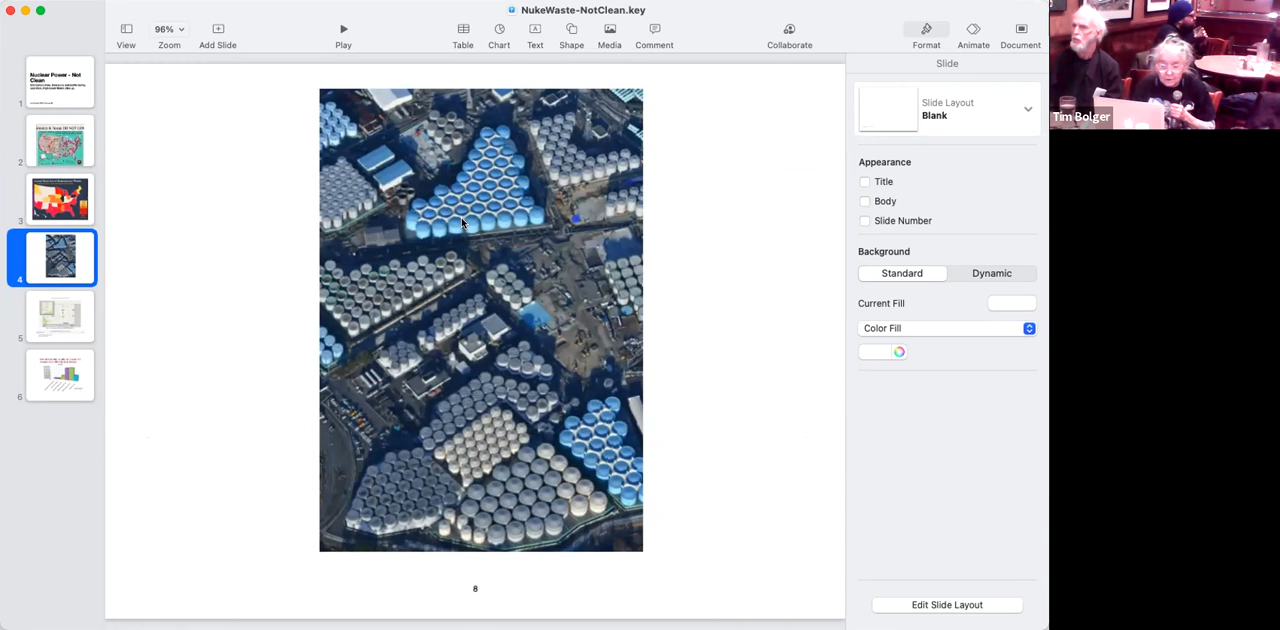 NukeWaste-NotClean.key
View
96%
Zoom
Add Slide
Play
Table
Chart
Text
Shape
Media
Comment
Collaborate
Format
Animate
Document
Tim Bolger
Slide
Slide Layout
Blank
Appearance
Title
Body
Slide Number
Background
Standard
Dynamic
Current Fill
Color Fill
Edit Slide Layout
1
Nuclear Power - Not
Clean
2
3
4
5
6
8